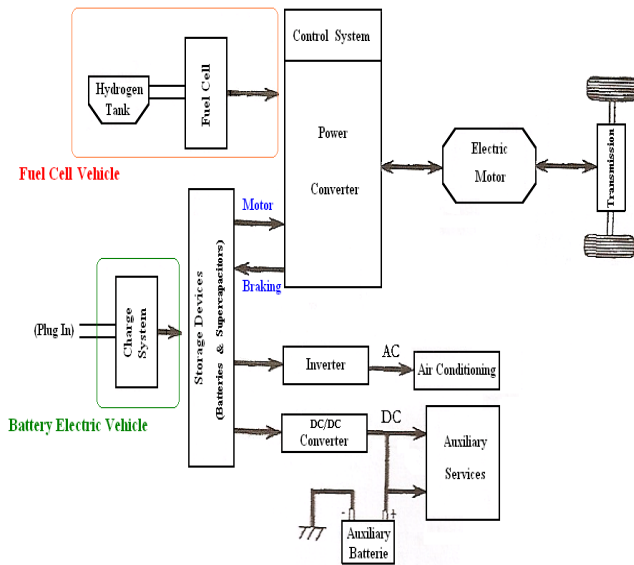 Control System
Hydrogen
Tank
Fuel Cell
Power
Converter
Electric
Motor
Transmission
Fuel Cell Vehicle
Motor
Braking
Storage Devices
(Batteries & Supercapacitors)
(Plug In)
Charge
System
Battery Electric Vehicle
Inverter
AC
Air Conditioning
DC/DC
Converter
DC
Auxiliary
Services
- +
Auxiliary
Batterie